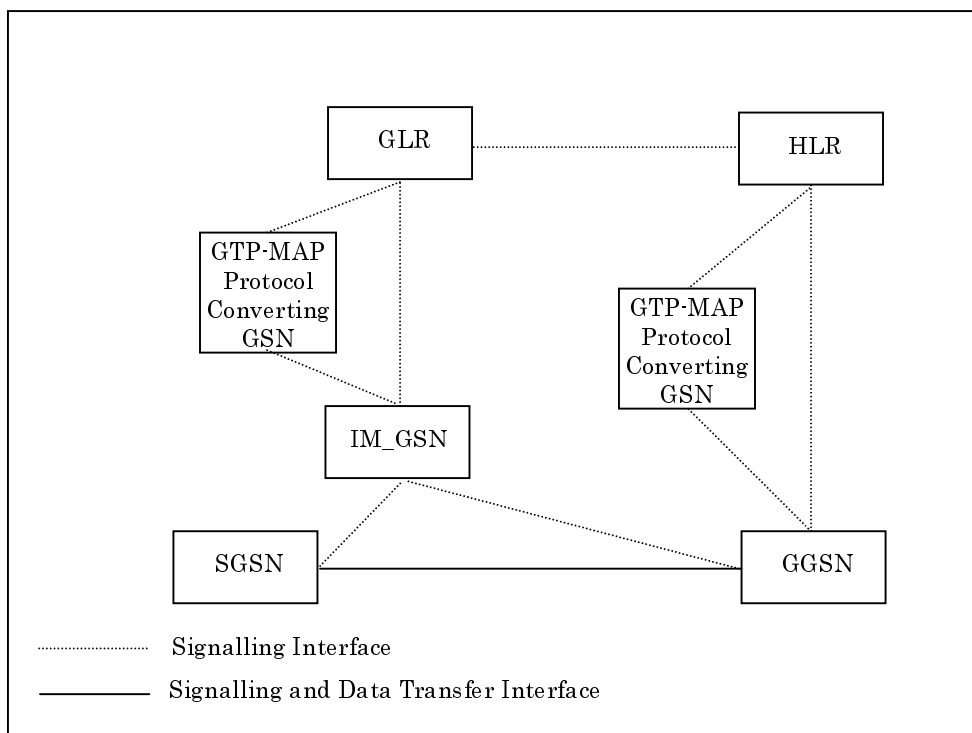 GLR
HLR
GTP-MAP
Protocol
Converting
GSN
GTP-MAP
Protocol
Converting
GSN
IM_GSN
SGSN
GGSN
Signalling Interface
Signalling and Data Transfer Interface